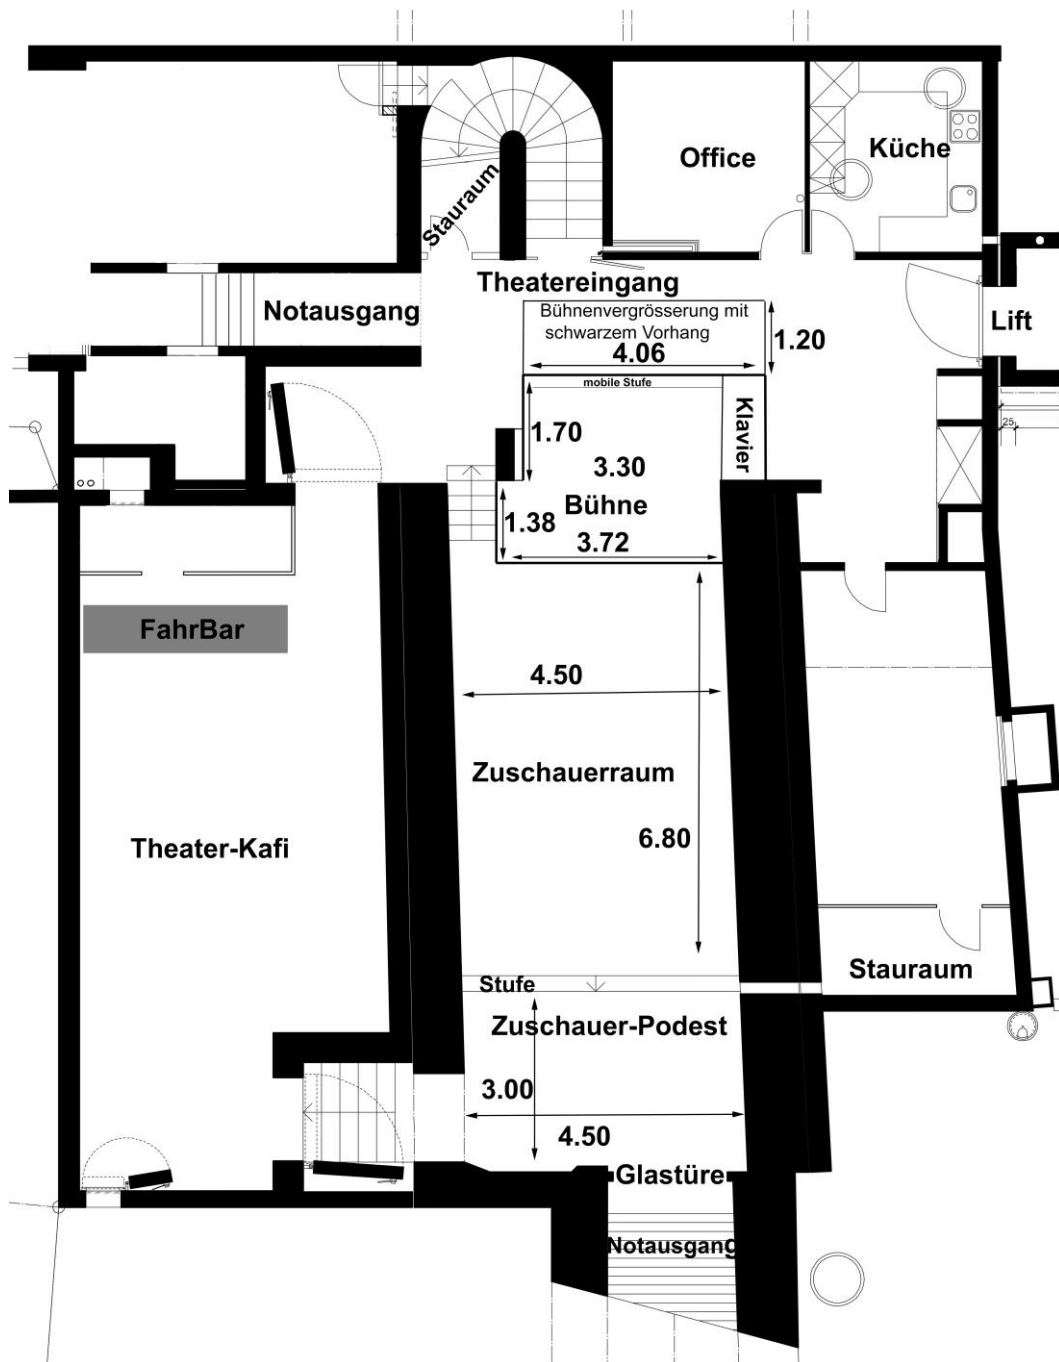 Office
Küche
Stauraum
Theatereingang
Notausgang
Bühnenvergrösserung mit
schwarzem Vorhang
4.06
1.20
Lift
mobile Stufe
Klavier
1.70
3.30
Bühne
1.38
3.72
25
FahrBar
4.50
Zuschauerraum
6.80
Theater-Kafi
Stauraum
Stufe
Zuschauer-Podest
3.00
4.50
Glastüre
Notausgang